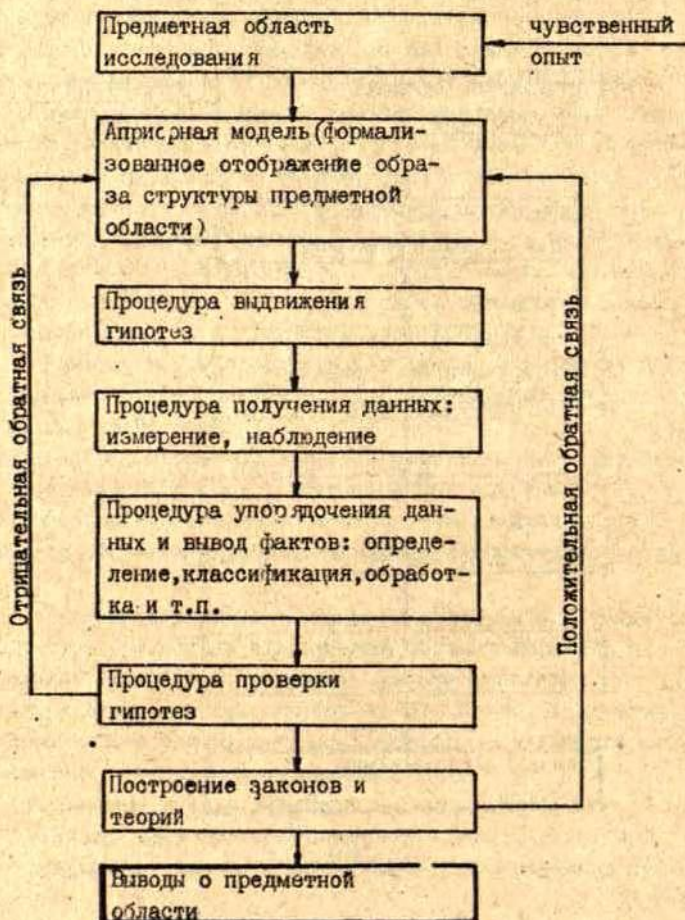 Предметная область
исследования
чувственный
опыт
Априорная модель(формали-
зованное отображение обра-
за структуры предметной
области)
Процедура выдвижения
гипотез
Процедура получения данных:
измерение, наблюдение
Процедура упорядочения дан-
ных и вывод фактов: опреде-
ление,классификация,обработ-
ка и т.п.
Процедура проверки
гипотез
Построение законов и
теорий
Выводы о предметной
области
Отрицательная обратная связь
Положительная обратная связь